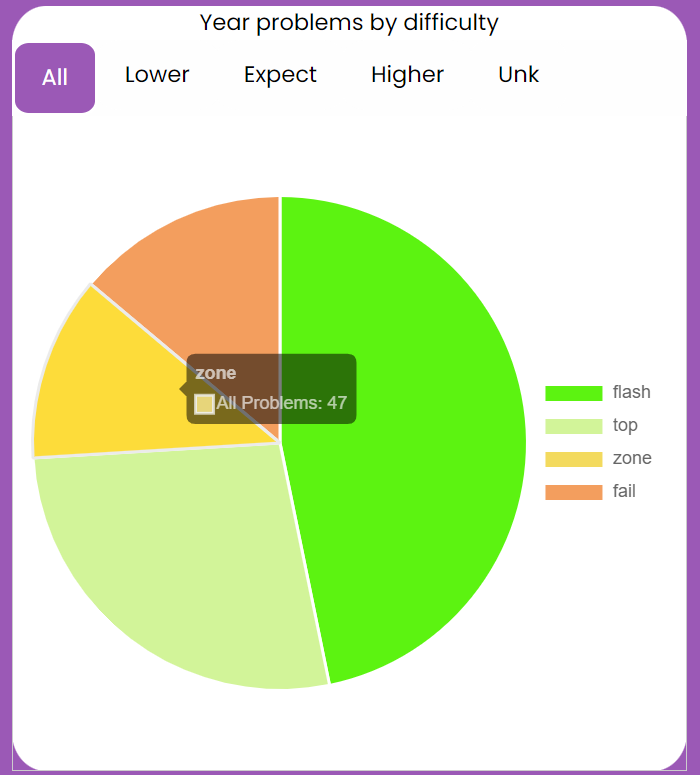 Year problems by difficulty
All Lower Expect Higher Unk
zone
All Problems: 47
flash
top
zone
fail